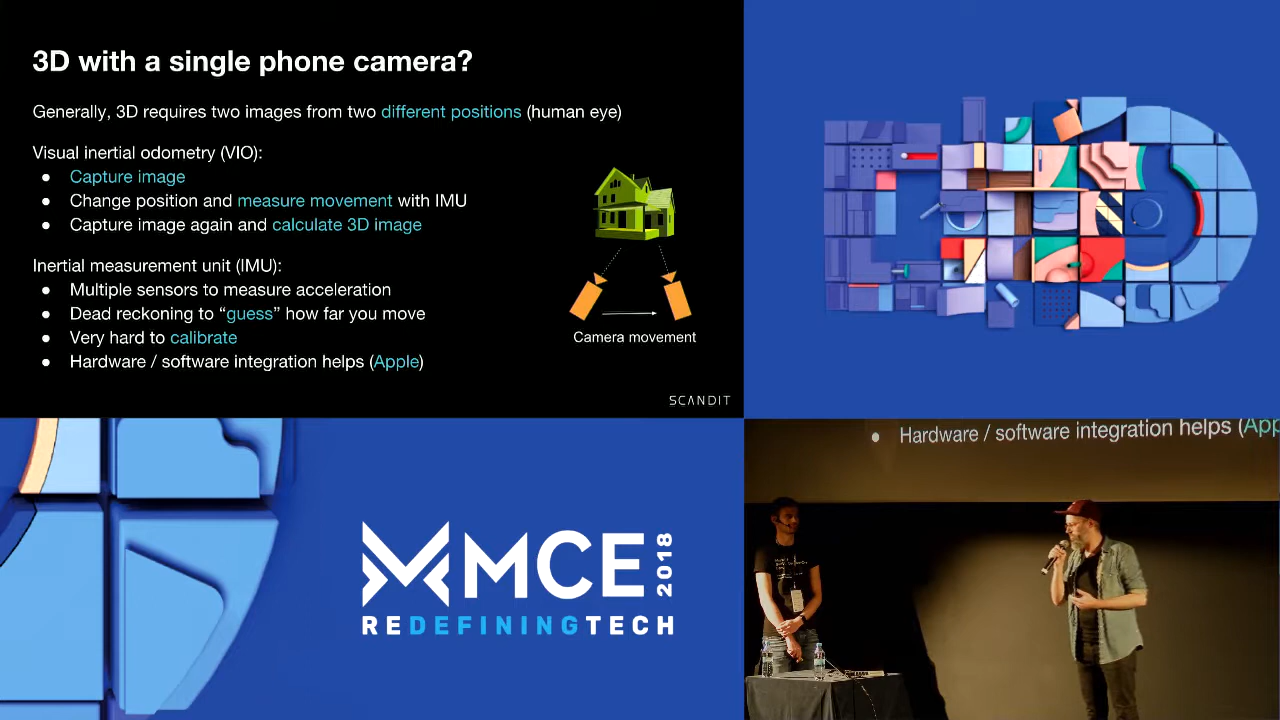 3D with a single phone camera?
Generally, 3D requires two images from two different positions (human eye)
Visual inertial odometry (VIO):
● Capture image
● Change position and measure movement with IMU
● Capture image again and calculate 3D image
Inertial measurement unit (IMU):
● Multiple sensors to measure acceleration
● Dead reckoning to “guess” how far you move
● Very hard to calibrate
● Hardware / software integration helps (Apple)
Camera movement
SCANDIT
MCE 2018
REDEFININGTECH
● Hardware / software integration helps (App